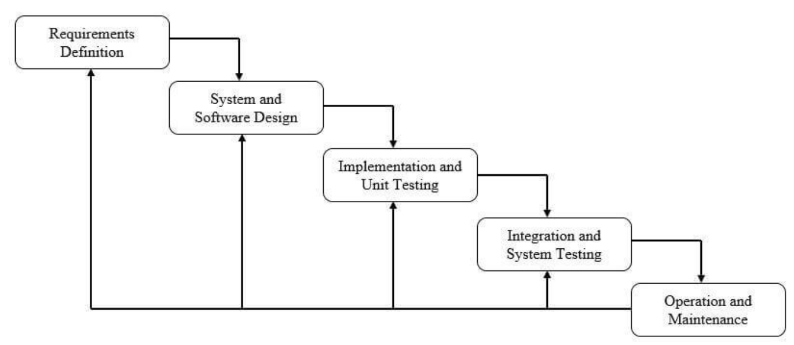 Requirements
Definition
System and
Software Design
Implementation and
Unit Testing
Integration and
System Testing
Operation and
Maintenance